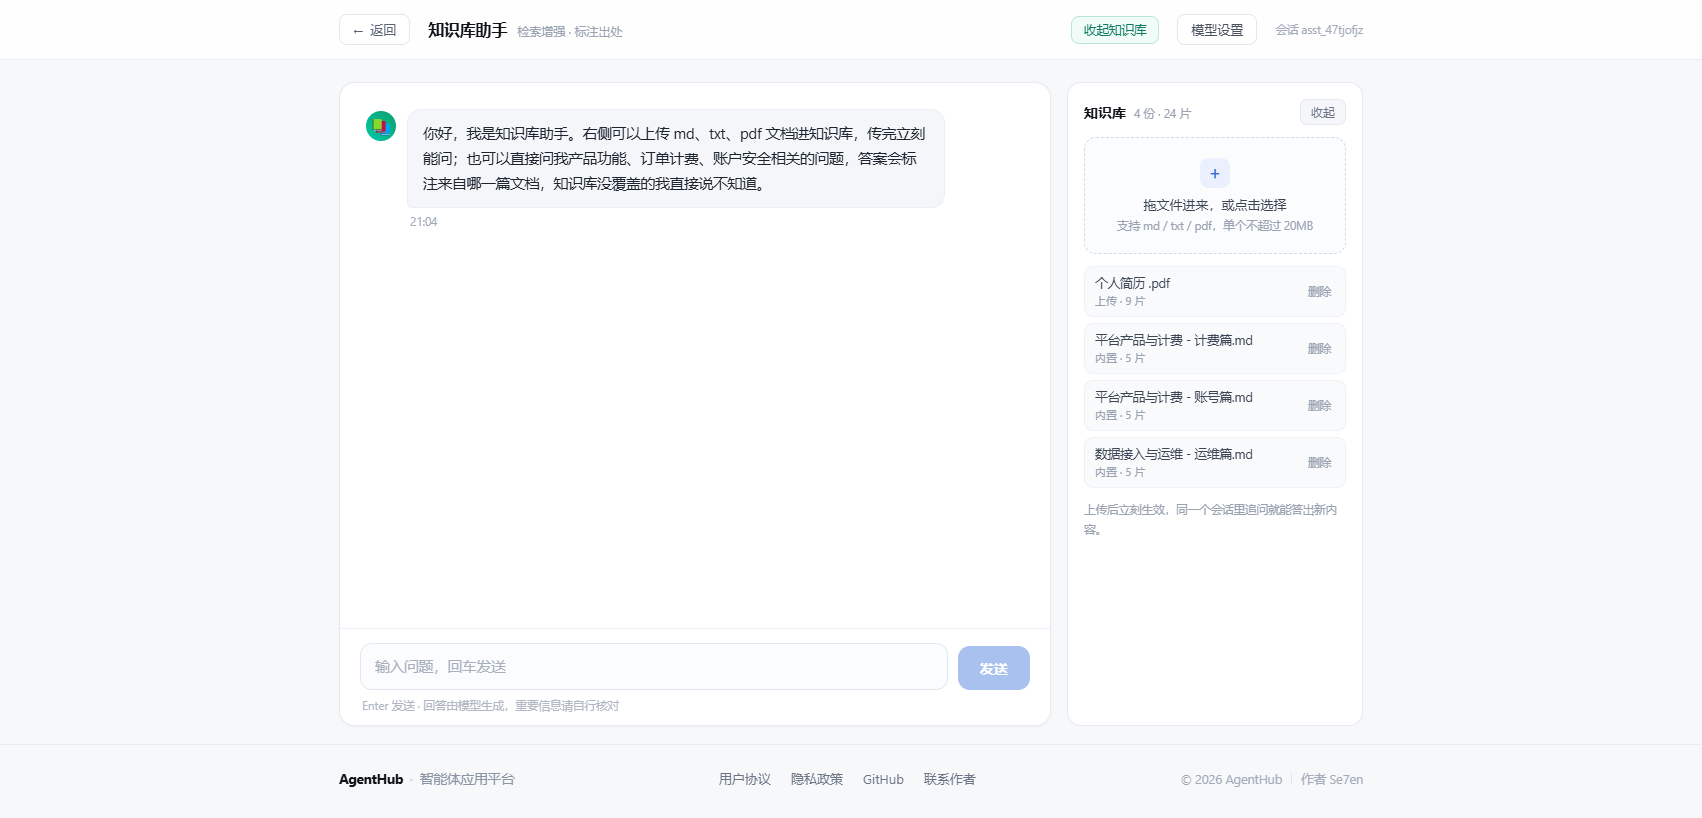 ← 返回
知识库助手 检索增强 · 标注出处
收起知识库
模型设置
会话 asst_47tjofjz
你好，我是知识库助手。右侧可以上传 md、txt、pdf 文档进知识库，传完立刻
能问；也可以直接问我产品功能、订单计费、账户安全相关的问题，答案会标
注来自哪一篇文档，知识库没覆盖的我直接说不知道。
21:04
输入问题，回车发送
发送
Enter 发送 · 回答由模型生成，重要信息请自行核对
知识库 4 份 · 24 片
收起
+
拖文件进来，或点击选择
支持 md / txt / pdf，单个不超过 20MB
个人简历 .pdf
上传 · 9 片
删除
平台产品与计费 - 计费篇.md
内置 · 5 片
删除
平台产品与计费 - 账号篇.md
内置 · 5 片
删除
数据接入与运维 - 运维篇.md
内置 · 5 片
删除
上传后立刻生效，同一个会话里追问就能答出新内
容。
AgentHub · 智能体应用平台
用户协议 隐私政策 GitHub 联系作者
© 2026 AgentHub | 作者 Se7en